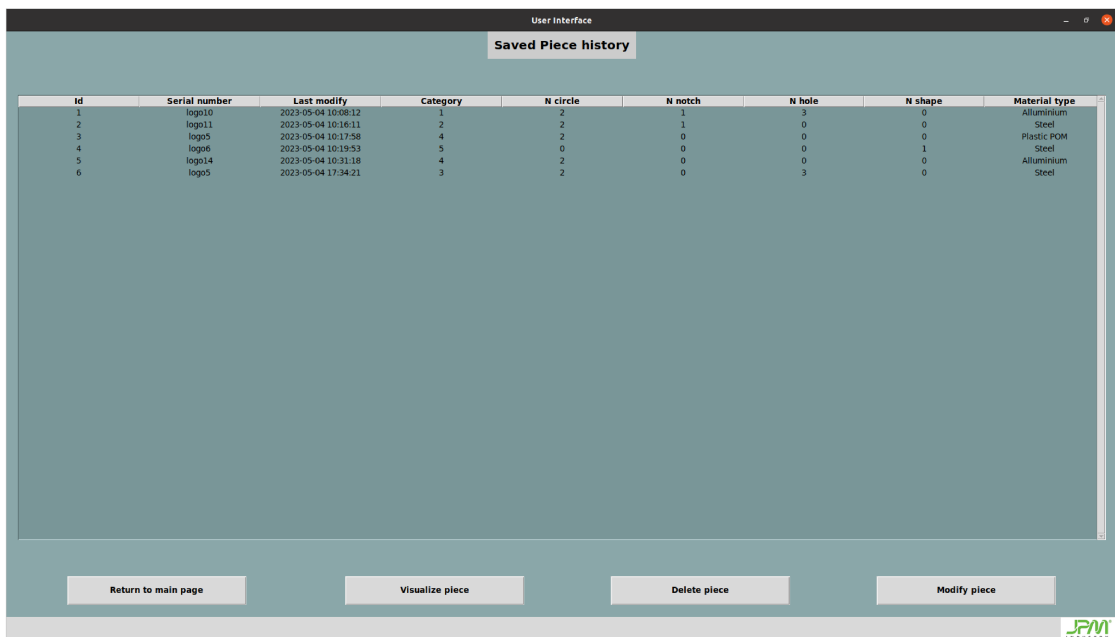 User Interface
Saved Piece history
Id Serial number Last modify Category N circle N notch N hole N shape Material type
1 logo10 2023-05-04 10:08:12 1 2 1 3 0 Alluminium
2 logo11 2023-05-04 10:16:11 2 2 1 0 0 Steel
3 logo5 2023-05-04 10:17:58 4 2 0 0 0 Plastic POM
4 logo6 2023-05-04 10:19:53 5 0 0 0 1 Steel
5 logo14 2023-05-04 10:31:18 4 2 0 0 0 Alluminium
6 logo5 2023-05-04 17:34:21 3 2 0 3 0 Steel
Return to main page Visualize piece Delete piece Modify piece
JPM